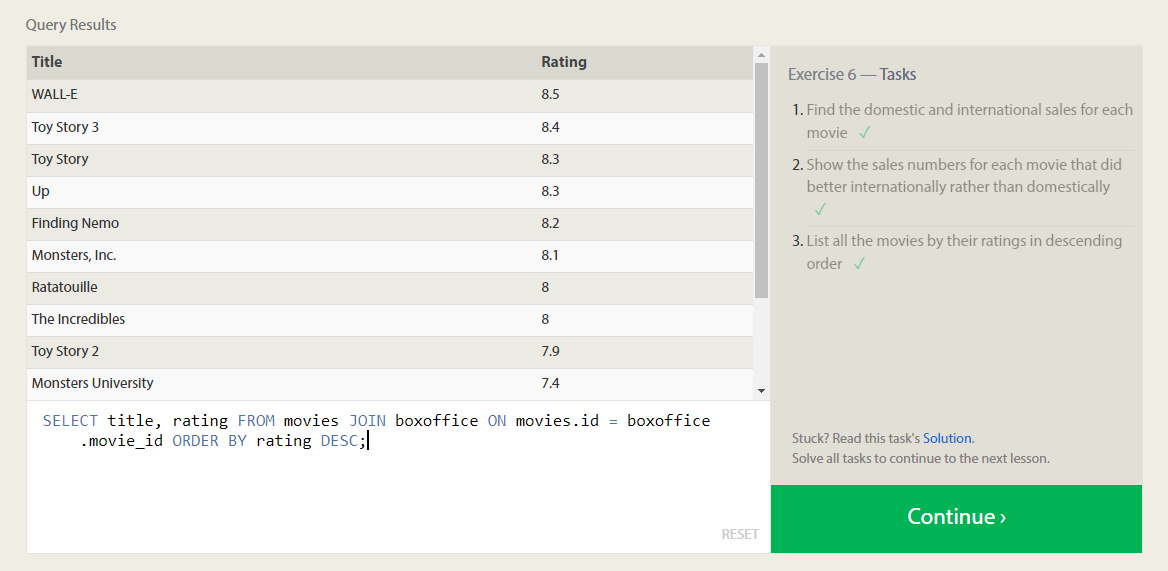 Query Results
Title Rating
WALL-E 8.5
Toy Story 3 8.4
Toy Story 8.3
Up 8.3
Finding Nemo 8.2
Monsters, Inc. 8.1
Ratatouille 8
The Incredibles 8
Toy Story 2 7.9
Monsters University 7.4
SELECT title, rating FROM movies JOIN boxoffice ON movies.id = boxoffice
.movie_id ORDER BY rating DESC;
RESET
Exercise 6 — Tasks
1. Find the domestic and international sales for each
movie ✓
2. Show the sales numbers for each movie that did
better internationally rather than domestically
✓
3. List all the movies by their ratings in descending
order ✓
Stuck? Read this task's Solution.
Solve all tasks to continue to the next lesson.
Continue ›